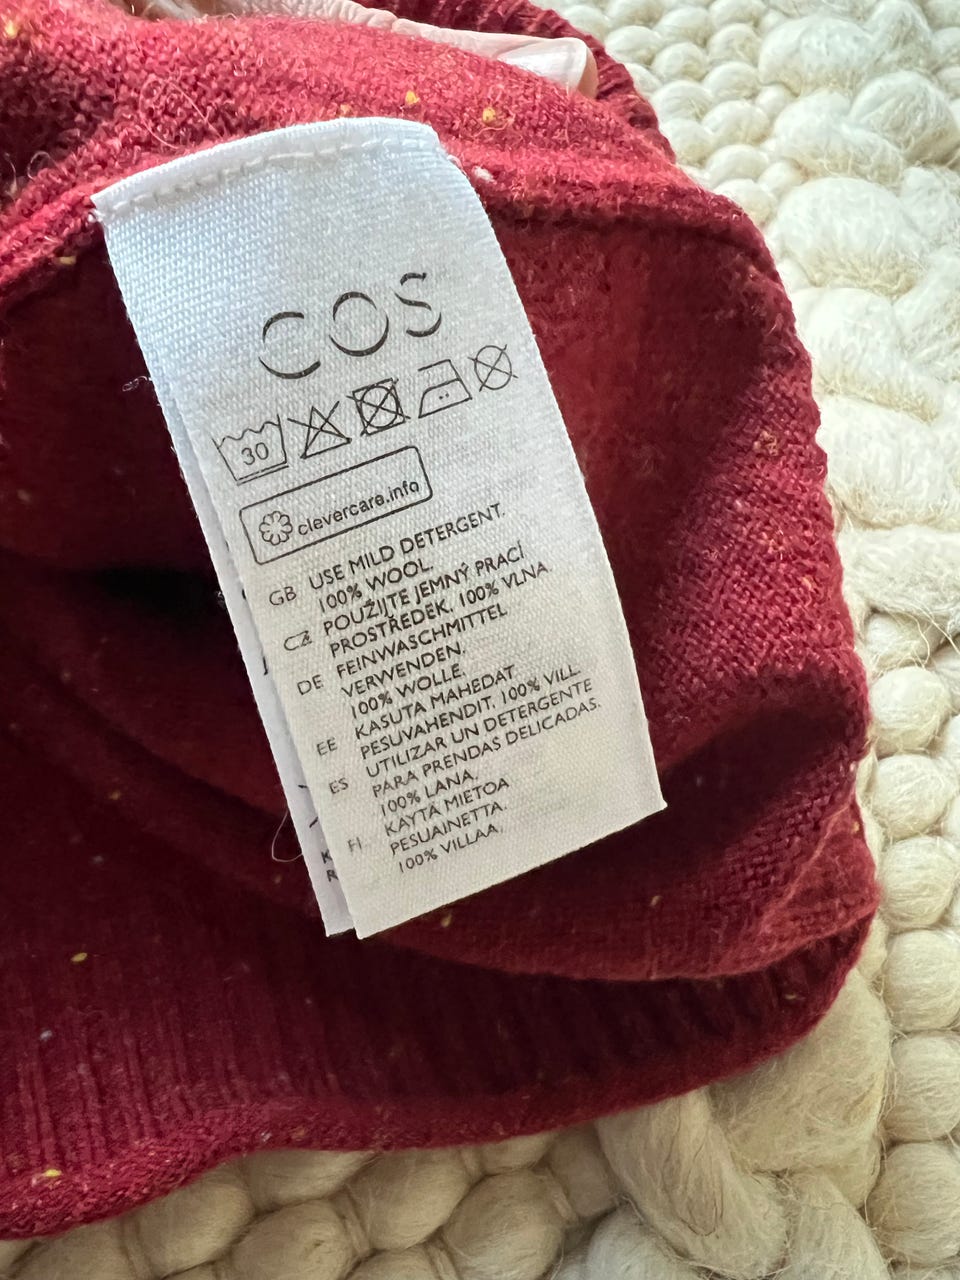 COS
30
clevercare.info
GB USE MILD DETERGENT.
100% WOOL.
CZ POUŽIJTE JEMNÝ PRACÍ
PROSTŘEDEK. 100% VLNA
DE FEINWASCHMITTEL
VERWENDEN.
100% WOLLE.
EE KASUTA MAHEDAT
PESUVAHENDIT. 100% VILL
ES UTILIZAR UN DETERGENTE
PARA PRENDAS DELICADAS.
100% LANA.
FI KÄYTÄ MIETOA
PESUAINETTA.
100% VILLAA.